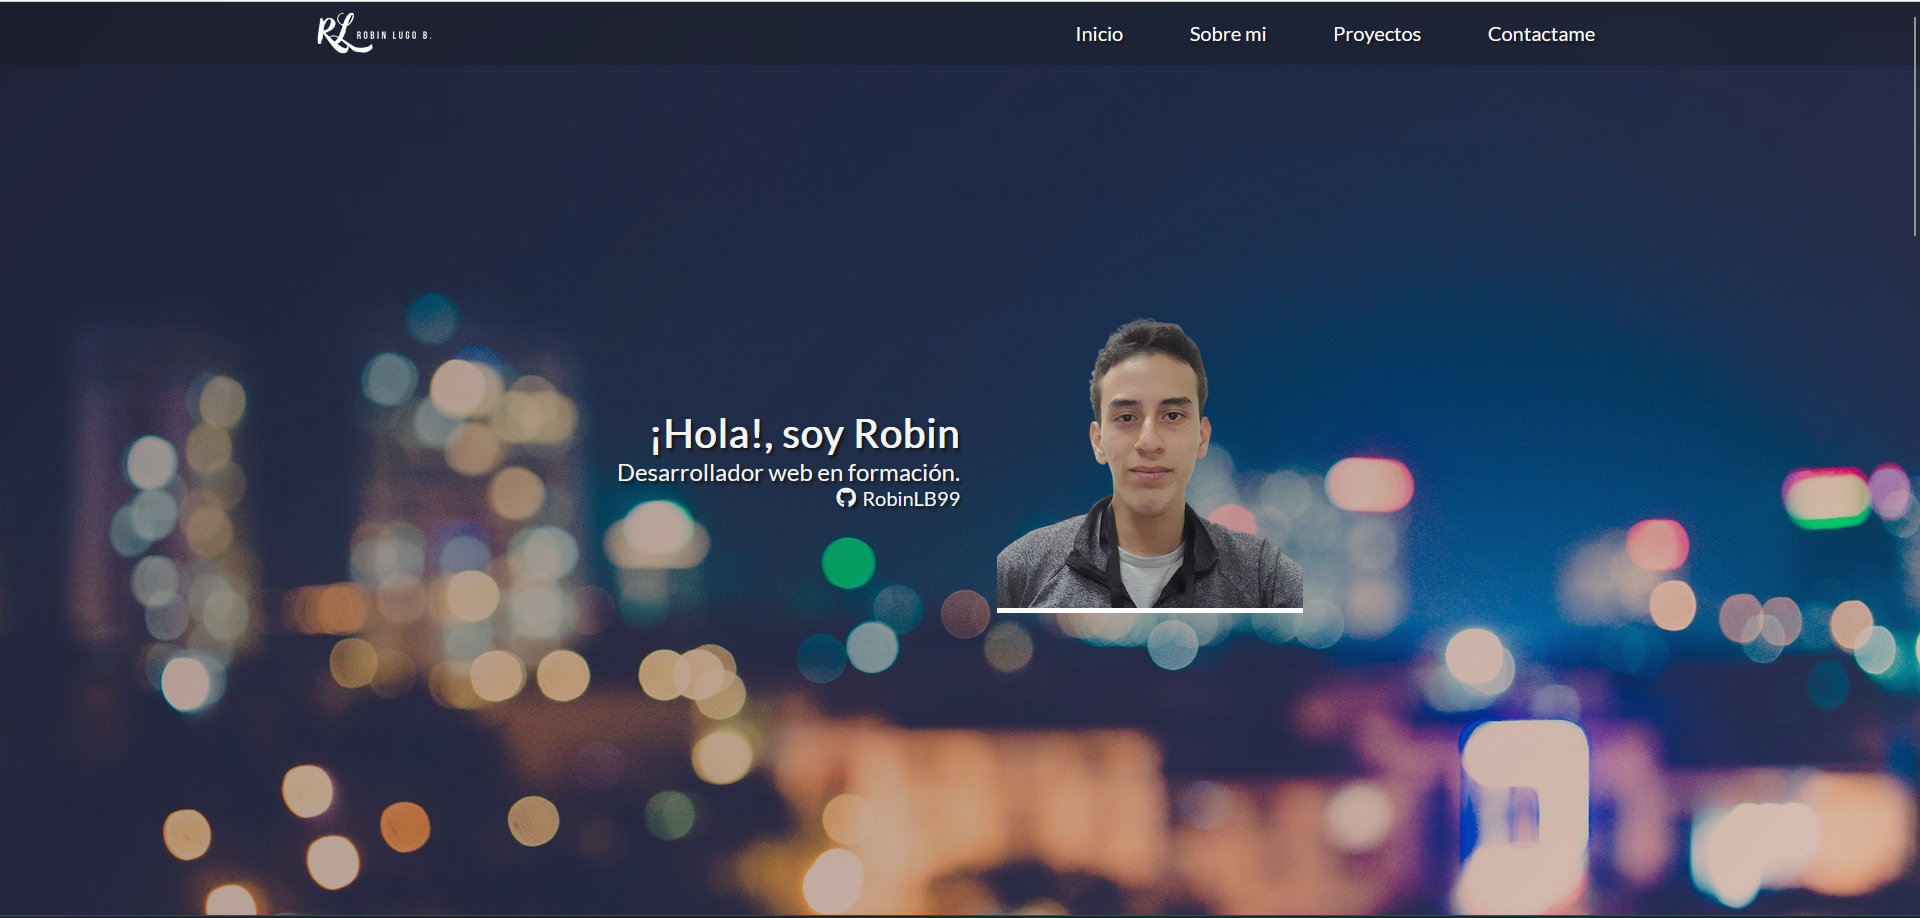 RL ROBIN LUGO B.
Inicio Sobre mi Proyectos Contactame
¡Hola!, soy Robin
Desarrollador web en formación.
RobinLB99